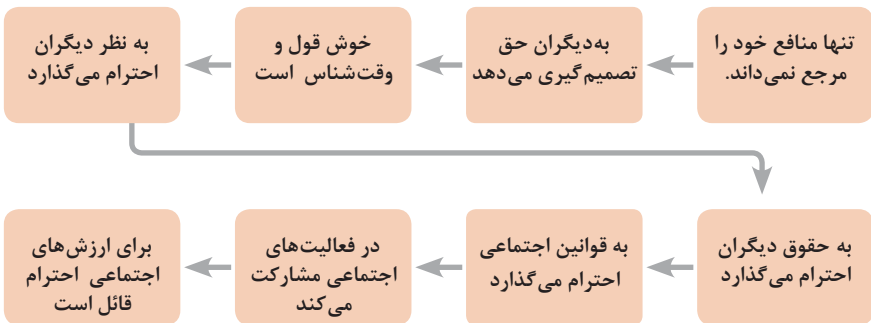 تنها منافع خود را
مرجع نمی‌داند.
به‌دیگران حق
تصمیم‌گیری می‌دهد
خوش قول و
وقت‌شناس است
به نظر دیگران
احترام می‌گذارد
به حقوق دیگران
احترام می‌گذارد
به قوانین اجتماعی
احترام می‌گذارد
در فعالیت‌های
اجتماعی مشارکت
می‌کند
برای ارزش‌های
اجتماعی احترام
قائل است